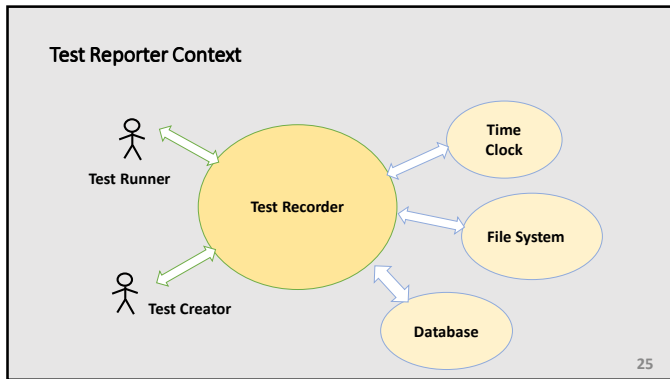 Test Reporter Context
Test Runner
Test Creator
Test Recorder
Time
Clock
File System
Database
25